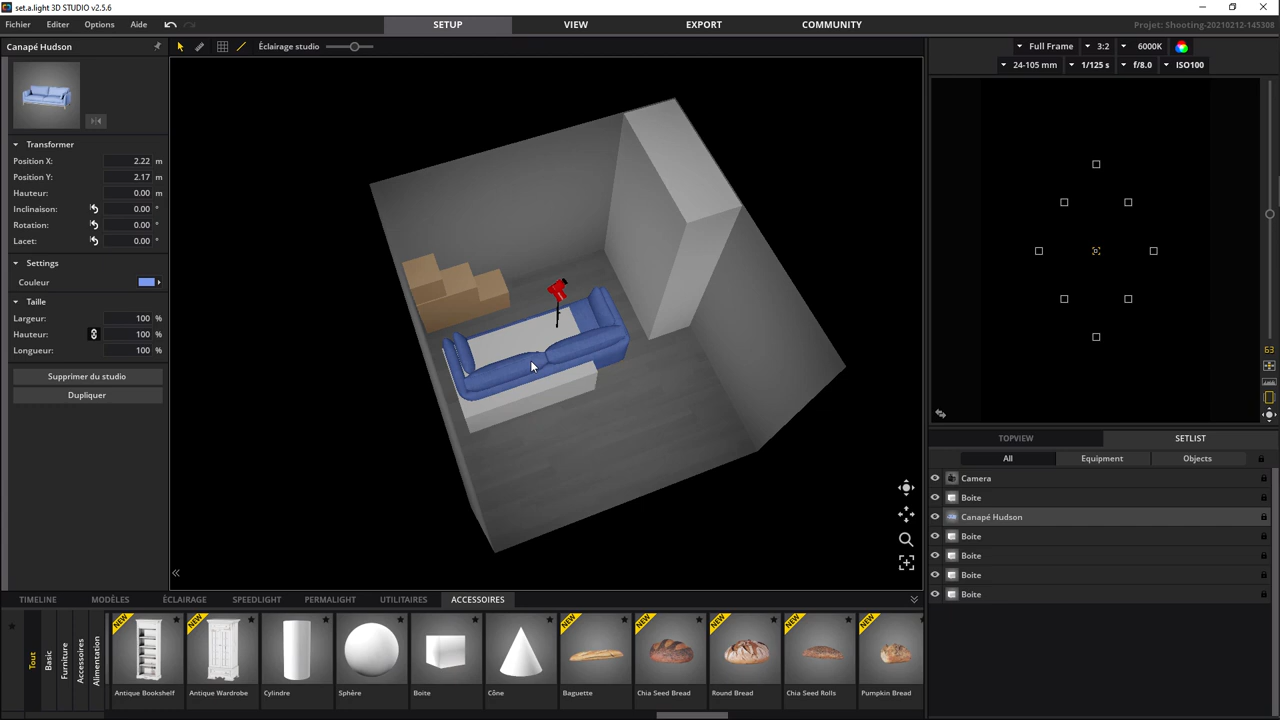 set.a.light 3D STUDIO v2.5.6
Fichier Editer Options Aide SETUP VIEW EXPORT COMMUNITY Projet: Shooting-20210212-145308
Canapé Hudson
Éclairage studio
Full Frame 3:2 6000K
24-105 mm 1/125 s f/8.0 ISO100
Transformer
Position X: 2.22 m
Position Y: 2.17 m
Hauteur: 0.00 m
Inclinaison: 0.00 °
Rotation: 0.00 °
Lacet: 0.00 °
Settings
Couleur
Taille
Largeur: 100 %
Hauteur: 100 %
Longueur: 100 %
Supprimer du studio
Dupliquer
63
TOPVIEW SETLIST
All Equipment Objects
Camera
Boite
Canapé Hudson
Boite
Boite
Boite
Boite
TIMELINE MODÈLES ÉCLAIRAGE SPEEDLIGHT PERMALIGHT UTILITAIRES ACCESSOIRES
Tout
Basic
Furniture
Accessoires
Alimentation
NEW NEW NEW NEW NEW NEW NEW
Antique Bookshelf Antique Wardrobe Cylindre Sphère Boite Cône Baguette Chia Seed Bread Round Bread Chia Seed Rolls Pumpkin Bread